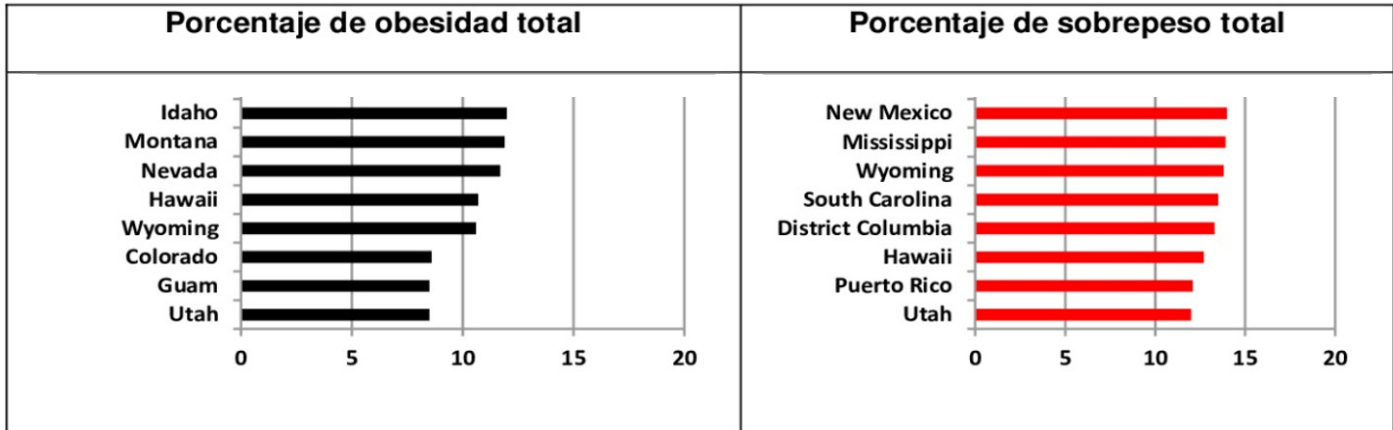 Porcentaje de obesidad total
Idaho
Montana
Nevada
Hawaii
Wyoming
Colorado
Guam
Utah
0 5 10 15 20
Porcentaje de sobrepeso total
New Mexico
Mississippi
Wyoming
South Carolina
District Columbia
Hawaii
Puerto Rico
Utah
0 5 10 15 20